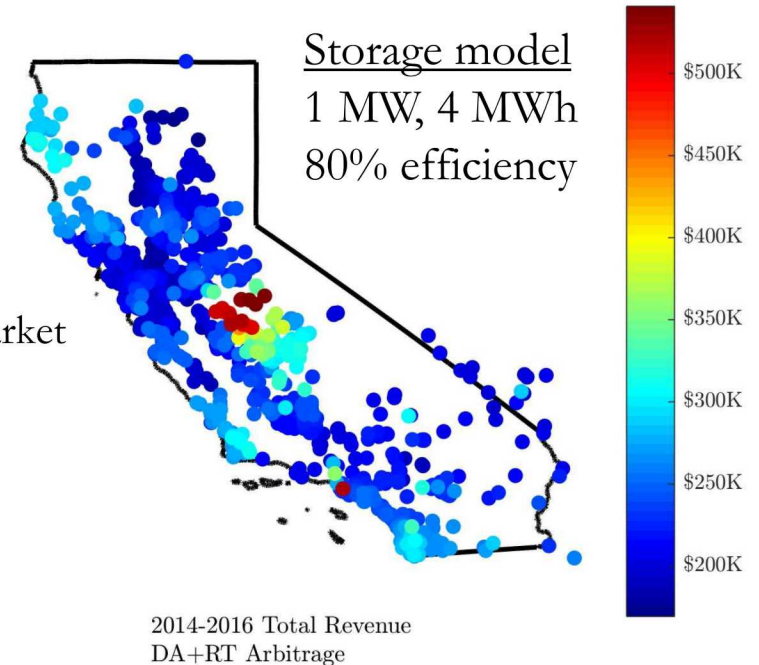 Storage model
1 MW, 4 MWh
80% efficiency
$500K
$450K
$400K
$350K
$300K
$250K
$200K
2014-2016 Total Revenue
DA+RT Arbitrage